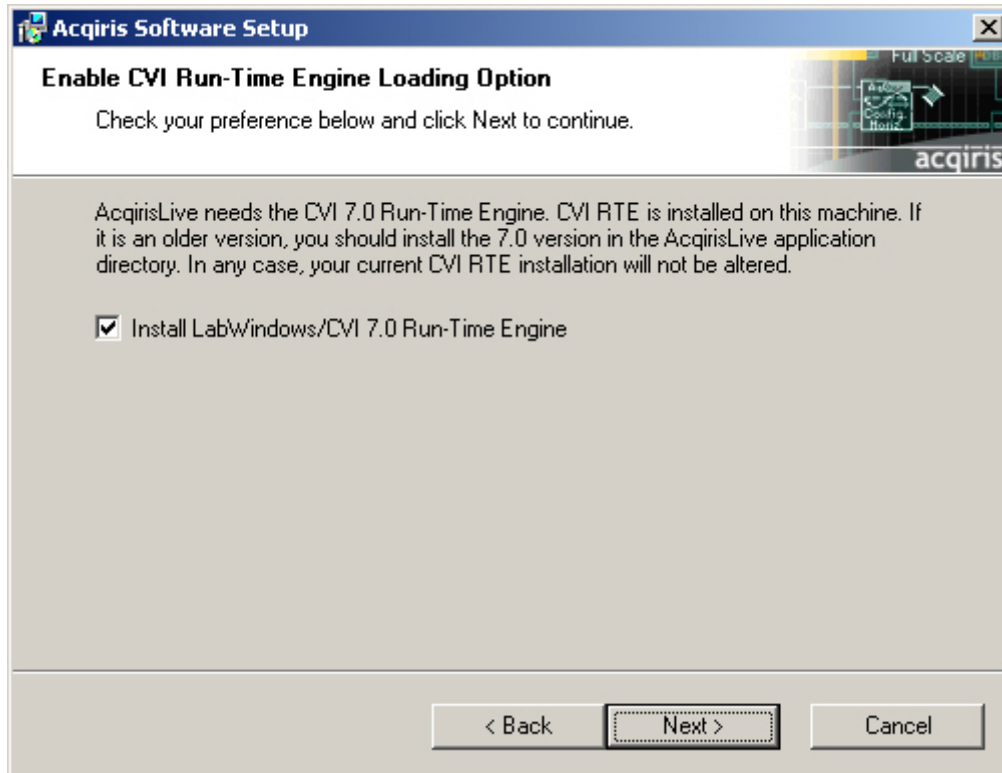 Acqiris Software Setup
Enable CVI Run-Time Engine Loading Option
Check your preference below and click Next to continue.
Full Scale
Config.
Horiz.
acqiris
AcqirisLive needs the CVI 7.0 Run-Time Engine. CVI RTE is installed on this machine. If
it is an older version, you should install the 7.0 version in the AcqirisLive application
directory. In any case, your current CVI RTE installation will not be altered.
Install LabWindows/CVI 7.0 Run-Time Engine
< Back
Next >
Cancel